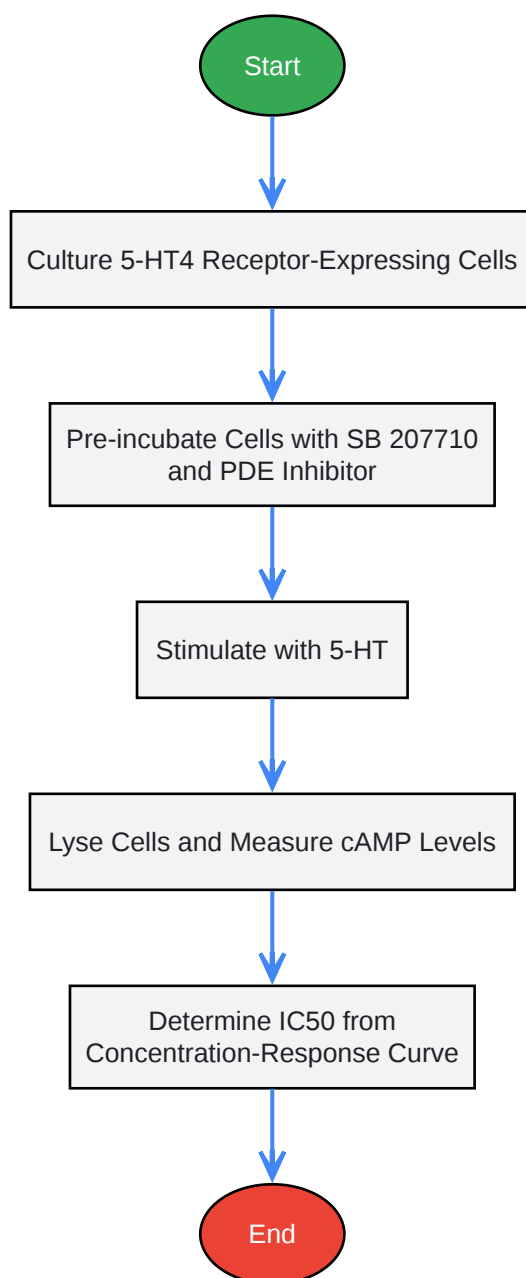 Start
Culture 5-HT4 Receptor-Expressing Cells
Pre-incubate Cells with SB 207710
and PDE Inhibitor
Stimulate with 5-HT
Lyse Cells and Measure cAMP Levels
Determine IC50 from
Concentration-Response Curve
End